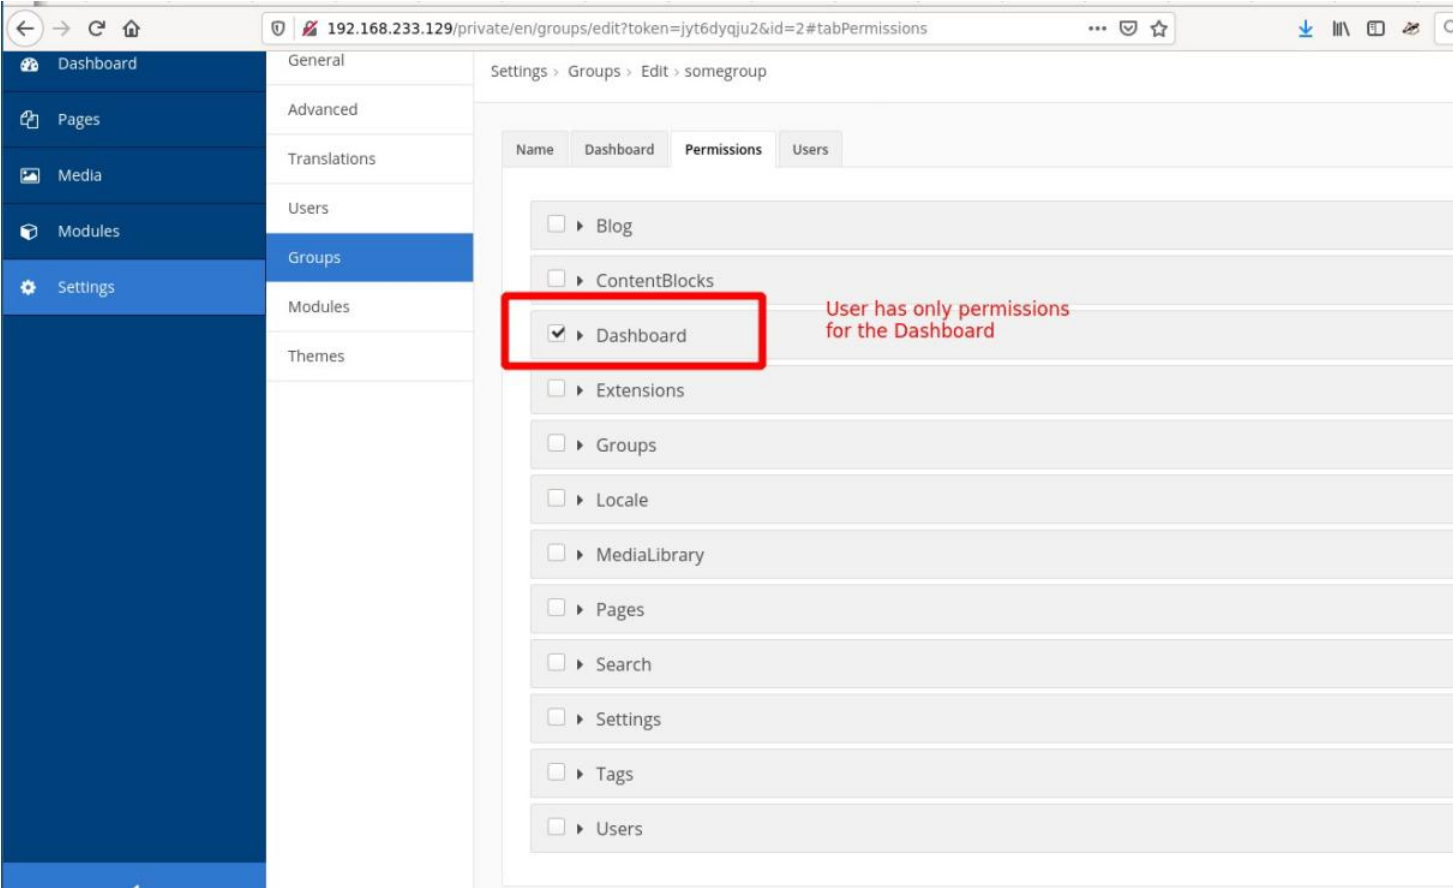 192.168.233.129/private/en/groups/edit?token=jyt6dyqju2&id=2#tabPermissions
Dashboard
Pages
Media
Modules
Settings
General
Advanced
Translations
Users
Groups
Modules
Themes
Settings › Groups › Edit › somegroup
Name Dashboard Permissions Users
Blog
ContentBlocks
Dashboard
User has only permissions
for the Dashboard
Extensions
Groups
Locale
MediaLibrary
Pages
Search
Settings
Tags
Users